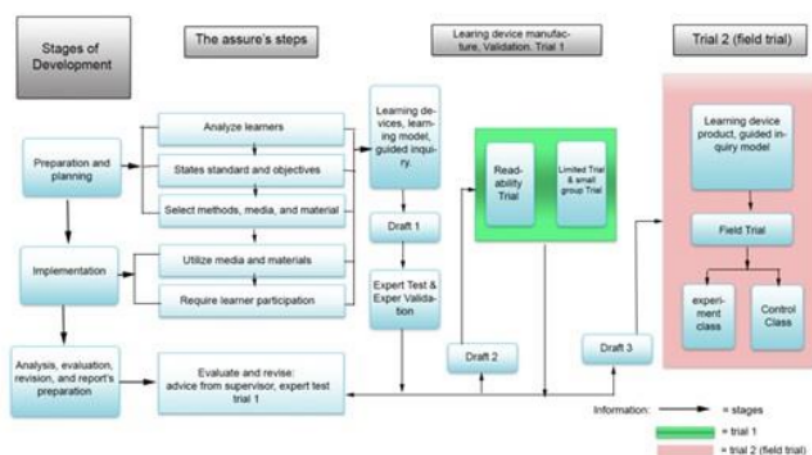 Stages of
Development
The assure's steps
Learing device manufac-
ture, Validation. Trial 1
Trial 2 (field trial)
Preparation and
planning
Implementation
Analysis, evaluation,
revision, and report's
preparation
Analyze learners
States standard and objectives
Select methods, media, and material
Utilize media and materials
Require learner participation
Evaluate and revise:
advice from supervisor, expert test
trial 1
Learning de-
vices, learn-
ing model,
guided inqu-
iry.
Draft 1
Expert Test &
Exper Valida-
tion
Draft 2
Read-
ability
Trial
Limited Trial
& small
group Trial
Draft 3
Learning device
product, guided in-
quiry model
Field Trial
experi-
ment
class
Control
Class
Information:
= stages
= trial 1
= trial 2 (field trial)